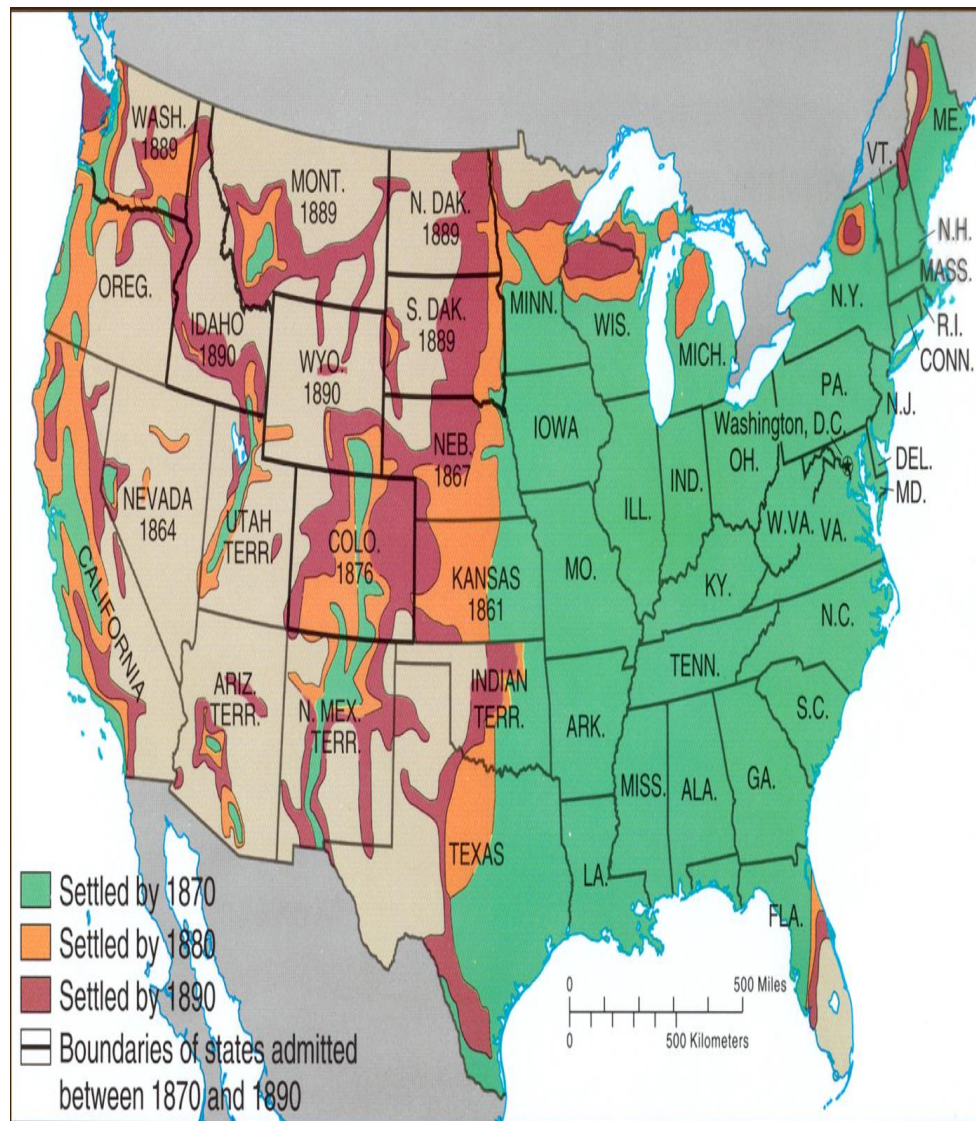 WASH.
1889
MONT.
1889
N. DAK.
1889
ME.
VT.
N.H.
MASS.
OREG.
IDAHO
1890
WYO.
1890
S. DAK.
1889
MINN.
WIS.
MICH.
N.Y.
R.I.
CONN.
PA.
N.J.
NEVADA
1864
UTAH
TERR.
COLO.
1876
NEB.
1867
IOWA
ILL.
IND.
OH.
Washington, D.C.
DEL.
MD.
W.VA.
VA.
CALIFORNIA
KANSAS
1861
MO.
KY.
N.C.
TENN.
S.C.
ARIZ.
TERR.
N. MEX.
TERR.
INDIAN
TERR.
ARK.
MISS.
ALA.
GA.
TEXAS
LA.
FLA.
Settled by 1870
Settled by 1880
Settled by 1890
Boundaries of states admitted
between 1870 and 1890
0 500 Miles
0 500 Kilometers